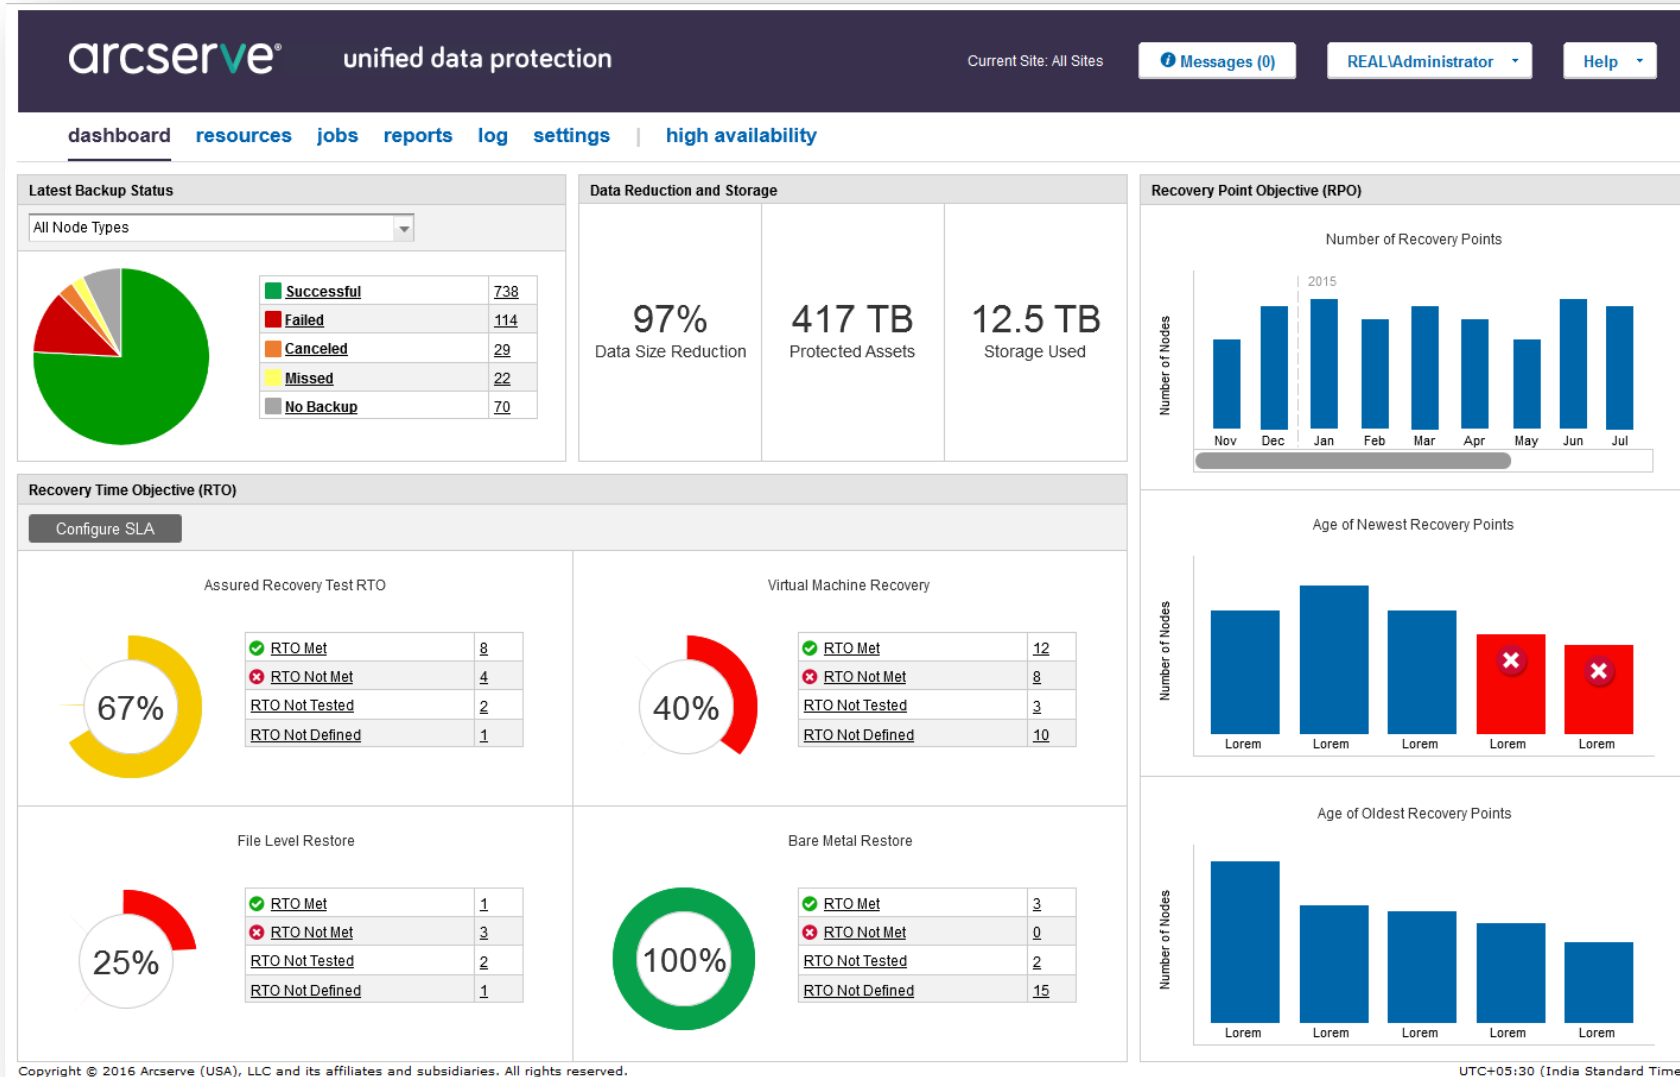 arcserve® unified data protection Current Site: All Sites Messages (0) REAL\Administrator Help
dashboard resources jobs reports log settings | high availability
Latest Backup Status
All Node Types
Successful 738
Failed 114
Canceled 29
Missed 22
No Backup 70
Data Reduction and Storage
97%
Data Size Reduction
417 TB
Protected Assets
12.5 TB
Storage Used
Recovery Time Objective (RTO)
Configure SLA
Assured Recovery Test RTO
67%
RTO Met 8
RTO Not Met 4
RTO Not Tested 2
RTO Not Defined 1
Virtual Machine Recovery
40%
RTO Met 12
RTO Not Met 8
RTO Not Tested 3
RTO Not Defined 10
File Level Restore
25%
RTO Met 1
RTO Not Met 3
RTO Not Tested 2
RTO Not Defined 1
Bare Metal Restore
100%
RTO Met 3
RTO Not Met 0
RTO Not Tested 2
RTO Not Defined 15
Recovery Point Objective (RPO)
Number of Recovery Points
2015
Number of Nodes
Nov Dec Jan Feb Mar Apr May Jun Jul
Age of Newest Recovery Points
Number of Nodes
Lorem Lorem Lorem Lorem Lorem
Age of Oldest Recovery Points
Number of Nodes
Lorem Lorem Lorem Lorem Lorem
Copyright © 2016 Arcserve (USA), LLC and its affiliates and subsidiaries. All rights reserved. UTC+05:30 (India Standard Time